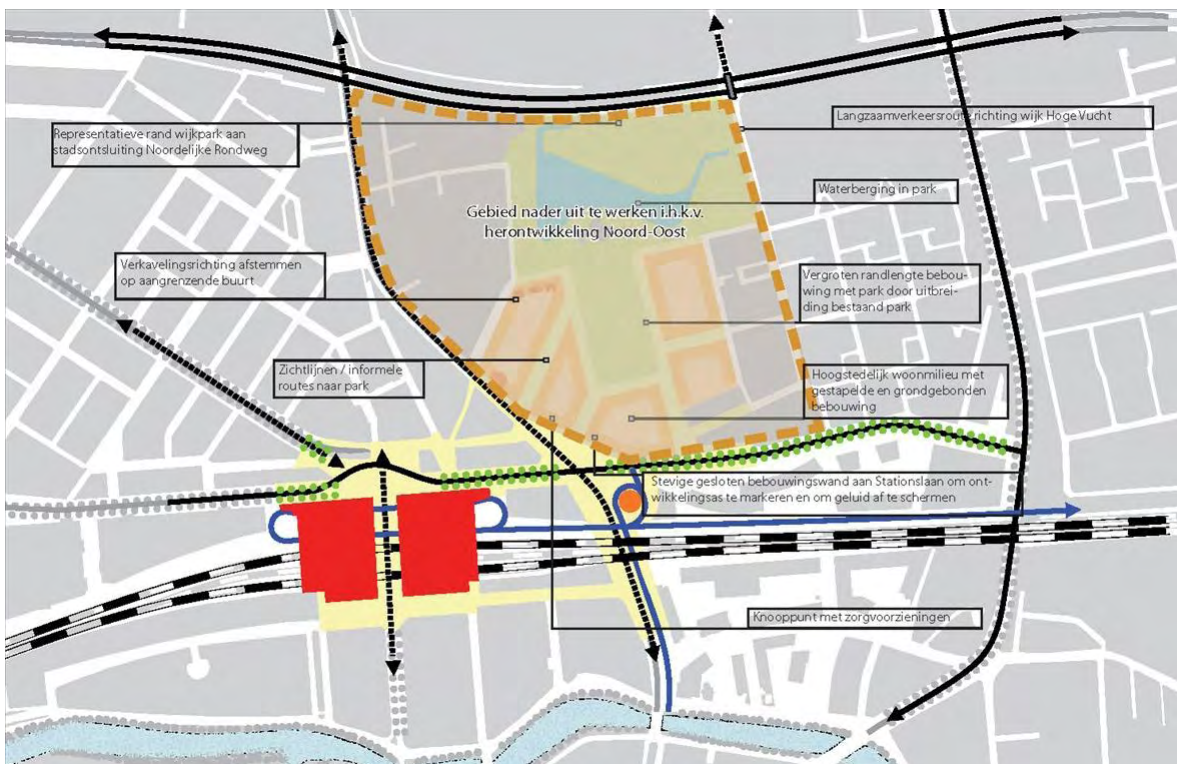 Representatieve rand wijkpark aan
stadsontsluiting Noordelijke Rondweg
Langzaamverkeersroute richting wijk Hoge Vucht
Waterberging in park
Gebied nader uit te werken i.h.k.v.
herontwikkeling Noord-Oost
Verkavelingsrichting afstemmen
op aangrenzende buurt
Vergroten randlengte bebou-
wing met park door uitbrei-
ding bestaand park
Zichtlijnen / informele
routes naar park
Hoogstedelijk woonmilieu met
gestapelde en grondgebonden
bebouwing
Stevige gesloten bebouwingswand aan Stationslaan om ont-
wikkelingsas te markeren en om geluid af te schermen
Knooppunt met zorgvoorzieningen